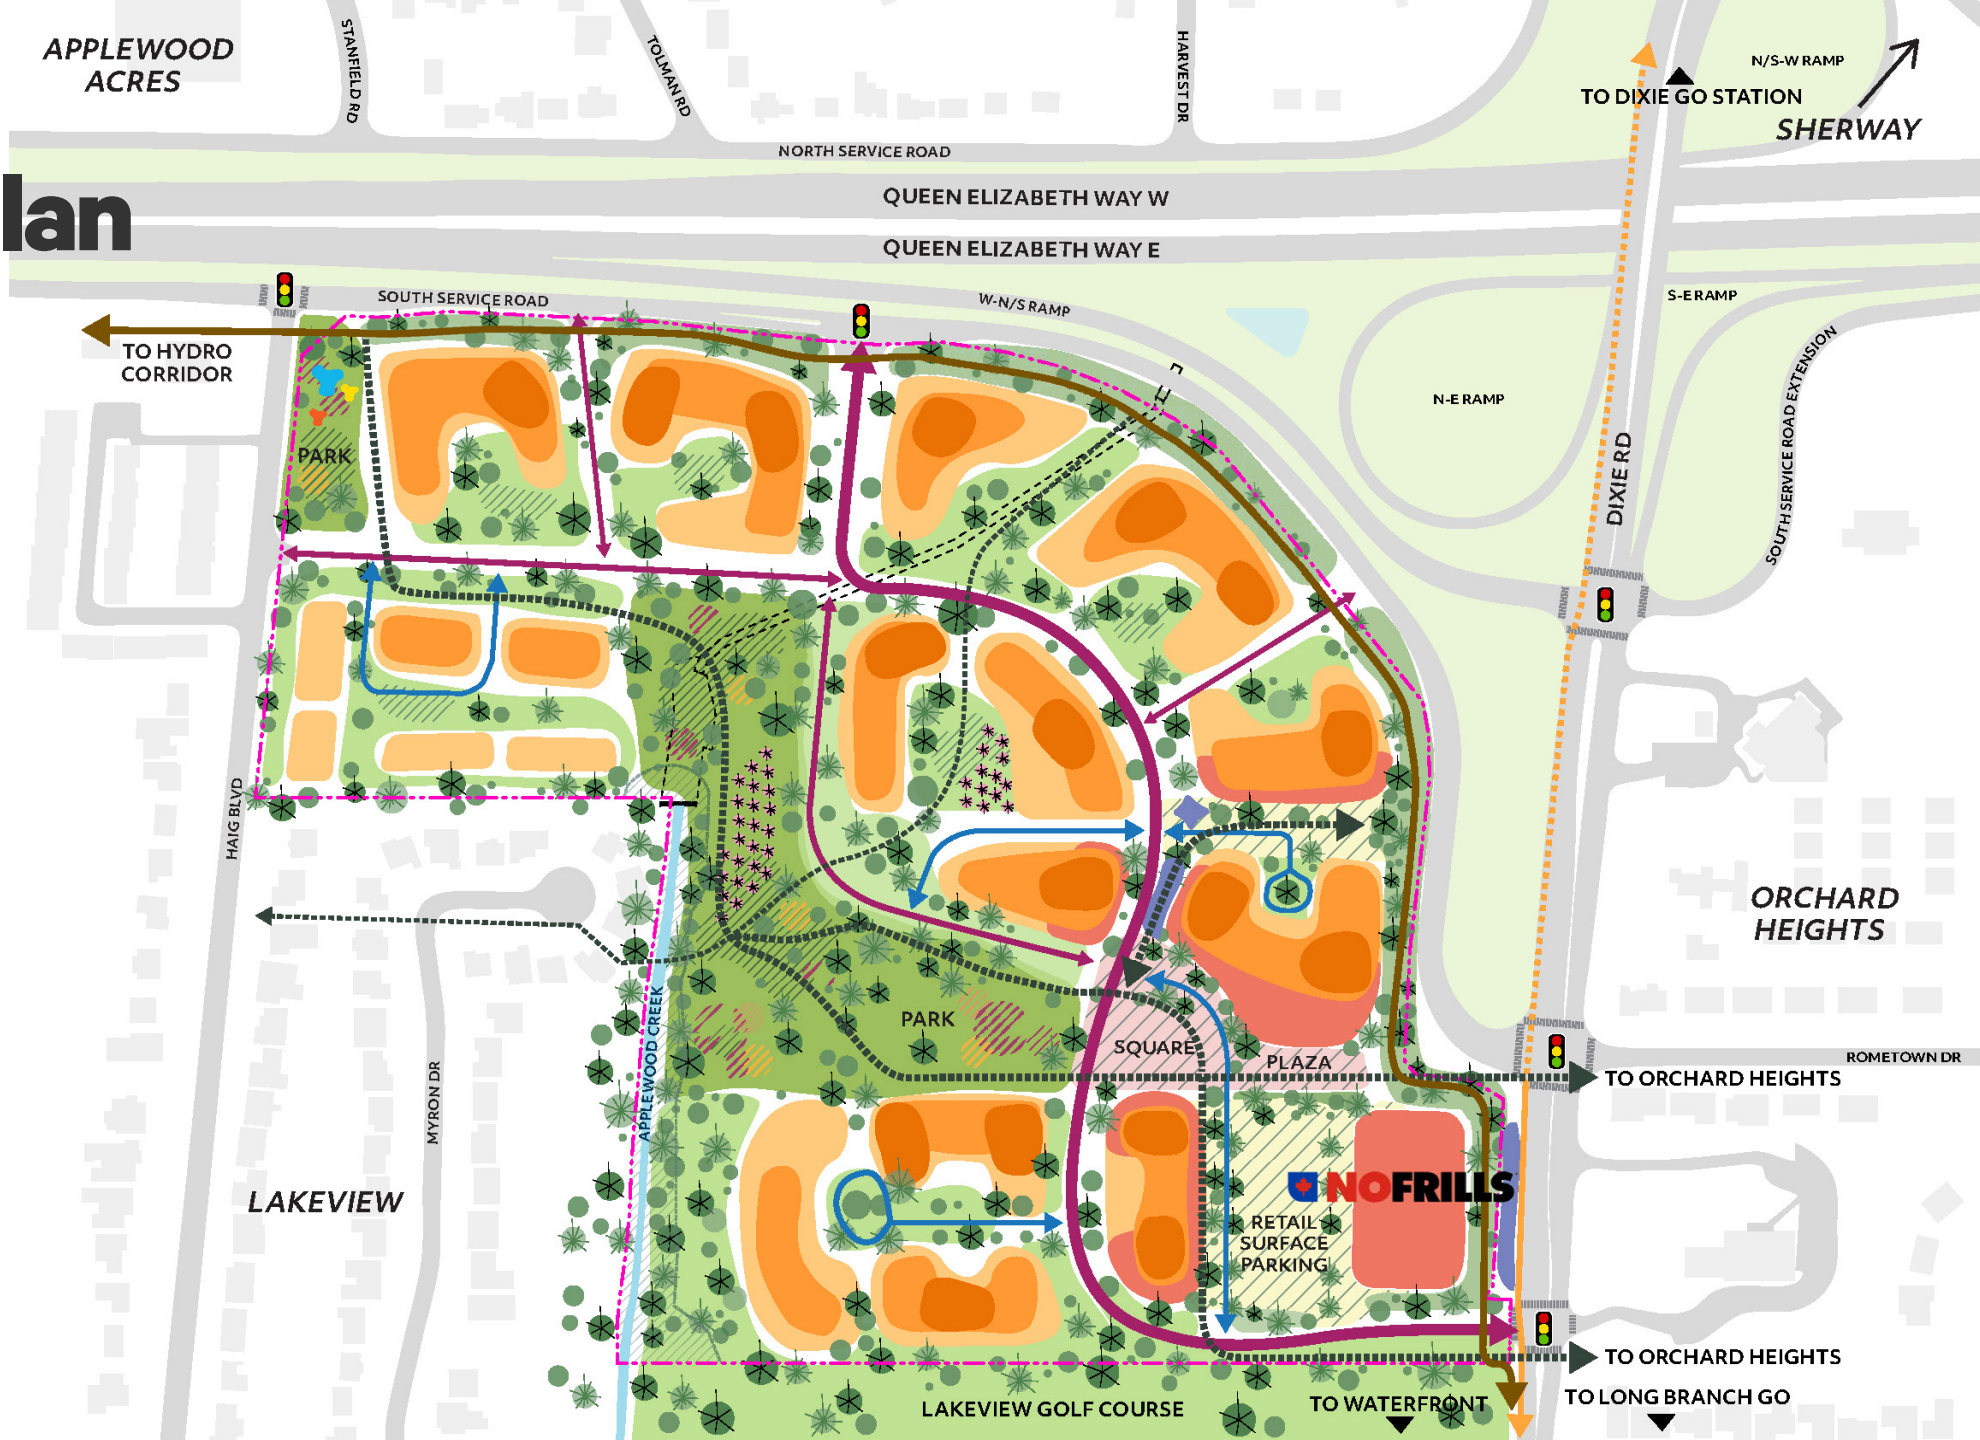 APPLEWOOD
ACRES
STANFIELD RD
TOLMAN RD
HARVEST DR
N/S-W RAMP
TO DIXIE GO STATION
SHERWAY
NORTH SERVICE ROAD
lan
QUEEN ELIZABETH WAY W
QUEEN ELIZABETH WAY E
SOUTH SERVICE ROAD
W-N/S RAMP
S-E RAMP
TO HYDRO
CORRIDOR
N-E RAMP
DIXIE RD
SOUTH SERVICE ROAD EXTENSION
PARK
HAIG BLVD
ORCHARD
HEIGHTS
APPLEWOOD CREEK
MYRON DR
PARK
SQUARE
PLAZA
ROMETOWN DR
TO ORCHARD HEIGHTS
LAKEVIEW
NOFRILLS
RETAIL
SURFACE
PARKING
TO ORCHARD HEIGHTS
LAKEVIEW GOLF COURSE
TO WATERFRONT
TO LONG BRANCH GO